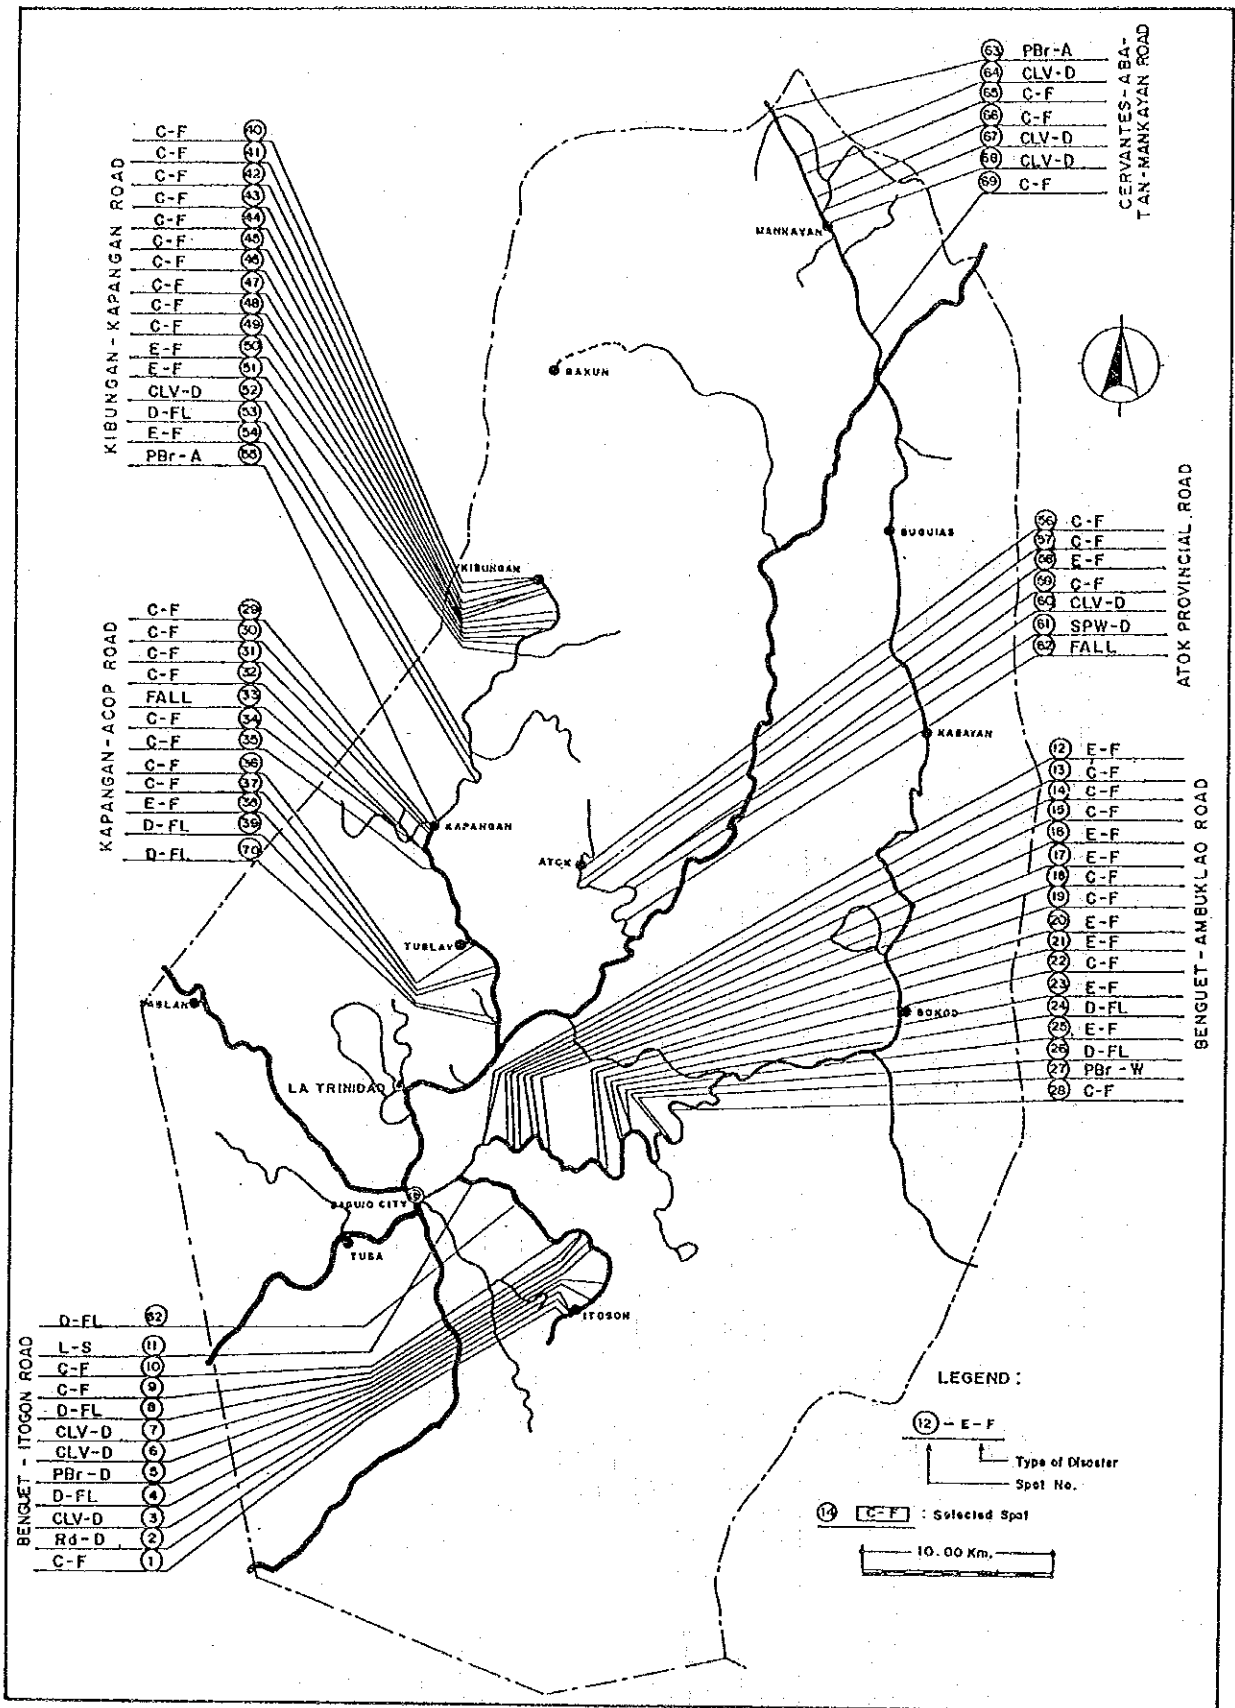 63 PBr-A
64 CLV-D
65 C-F
66 C-F
67 CLV-D
68 CLV-D
69 C-F
CERVANTES-ABA-
TAN-MANKAYAN ROAD
KIBUNGAN-KAPANGAN ROAD
C-F 40
C-F 41
C-F 42
C-F 43
C-F 44
C-F 45
C-F 46
C-F 47
C-F 48
C-F 49
E-F 50
E-F 51
CLV-D 52
D-FL 53
E-F 54
PBr-A 55
MANKAYAN
BAKUN
BUGUIAS
KIBUNGAN
56 C-F
57 C-F
58 E-F
59 C-F
60 CLV-D
61 SPW-D
62 FALL
ATOK PROVINCIAL ROAD
KAPANGAN-ACOP ROAD
C-F 29
C-F 30
C-F 31
C-F 32
FALL 33
C-F 34
C-F 35
C-F 36
C-F 37
E-F 38
D-FL 39
D-FL 70
KABAYAN
KAPANGAN
ATOK
TUBLAY
12 E-F
13 C-F
14 C-F
15 C-F
16 E-F
17 E-F
18 C-F
19 C-F
20 E-F
21 E-F
22 C-F
23 E-F
24 D-FL
25 E-F
26 D-FL
27 PBr-W
28 C-F
BENGUET-AMBUKLAO ROAD
SABLAN
BOKOD
LA TRINIDAD
BAGUIO CITY
TUBA
ITOGON
BENGUET - ITOGON ROAD
D-FL
L-S 11
C-F 10
C-F 9
D-FL 8
CLV-D 7
CLV-D 6
PBr-D 5
D-FL 4
CLV-D 3
Rd-D 2
C-F 1
LEGEND :
12 - E-F
Type of Disaster
Spot No.
14 C-F : Selected Spot
10.00 Km.